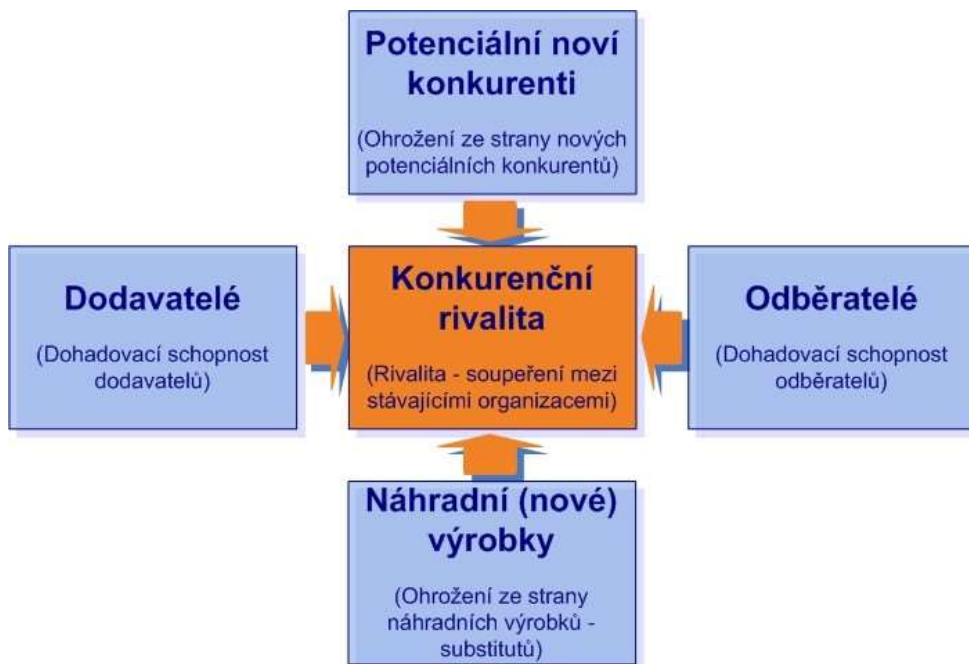 Potenciální noví
konkurenti
(Ohrožení ze strany nových
potenciálních konkurentů)
Dodavatelé
(Dohadovací schopnost
dodavatelů)
Konkurenční
rivalita
(Rivalita - soupeření mezi
stávajícími organizacemi)
Odběratelé
(Dohadovací schopnost
odběratelů)
Náhradní (nové)
výrobky
(Ohrožení ze strany
náhradních výrobků -
substitutů)